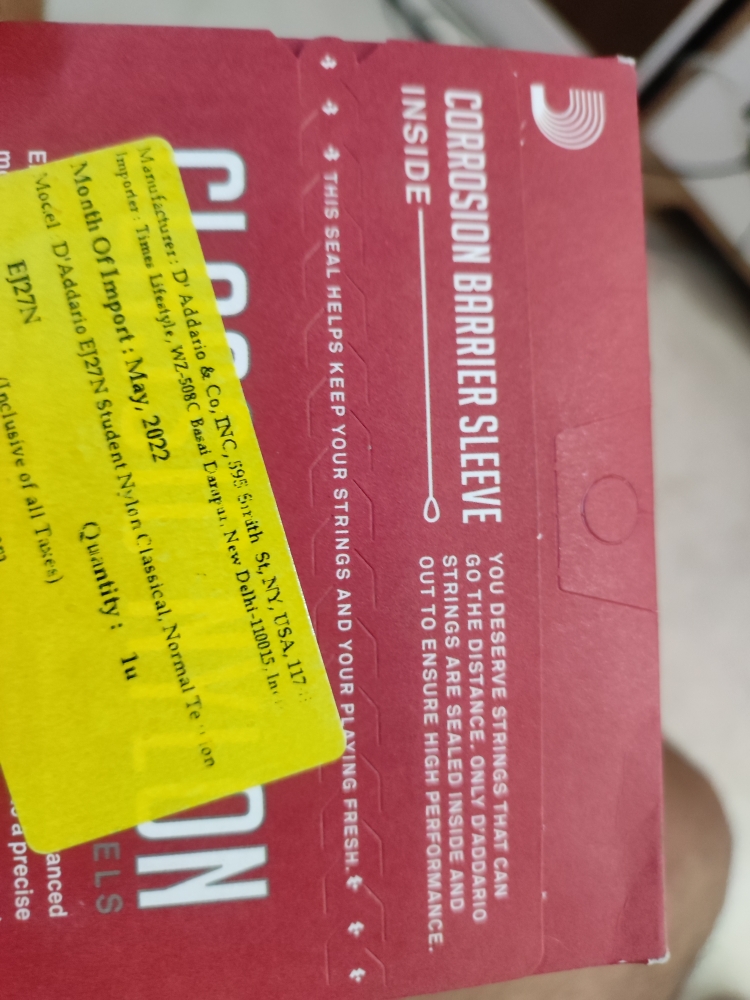 CORROSION BARRIER SLEEVE
INSIDE
YOU DESERVE STRINGS THAT CAN
GO THE DISTANCE. ONLY D'ADDARIO
STRINGS ARE SEALED INSIDE AND
OUT TO ENSURE HIGH PERFORMANCE.
THIS SEAL HELPS KEEP YOUR STRINGS AND YOUR PLAYING FRESH.
Manufacturer : D' Addario & Co, INC, 595 Smith St, NY, USA, 117
Importer : Times Lifestyle, WZ-508C Basai Darapur, New Delhi-110015,
Month Of Import : May, 2022 Quantity : 1u
Model D'Addario EJ27N Student Nylon Classical, Normal
EJ27N
(Inclusive of all Taxes)
ELS
anced
a precise